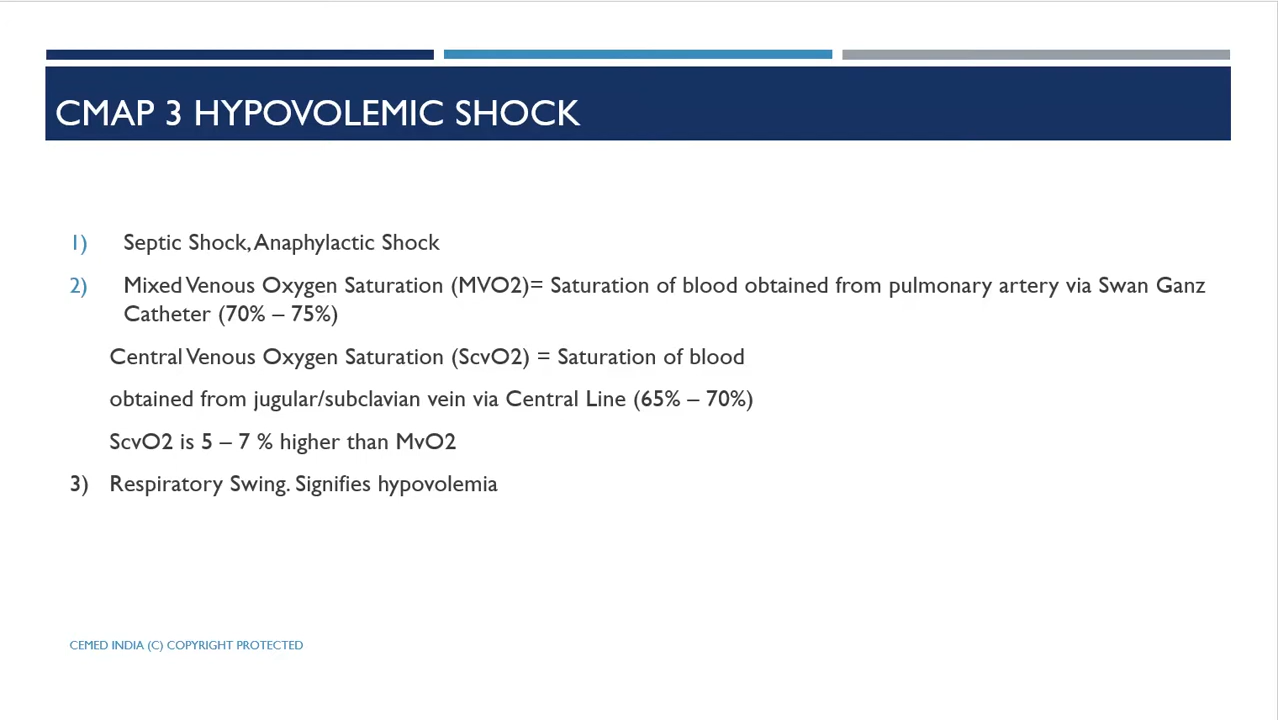 CMAP 3 HYPOVOLEMIC SHOCK
1) Septic Shock, Anaphylactic Shock
2) Mixed Venous Oxygen Saturation (MVO2)= Saturation of blood obtained from pulmonary artery via Swan Ganz
Catheter (70% – 75%)
Central Venous Oxygen Saturation (ScvO2) = Saturation of blood
obtained from jugular/subclavian vein via Central Line (65% – 70%)
ScvO2 is 5 – 7 % higher than MvO2
3) Respiratory Swing. Signifies hypovolemia
CEMED INDIA (C) COPYRIGHT PROTECTED